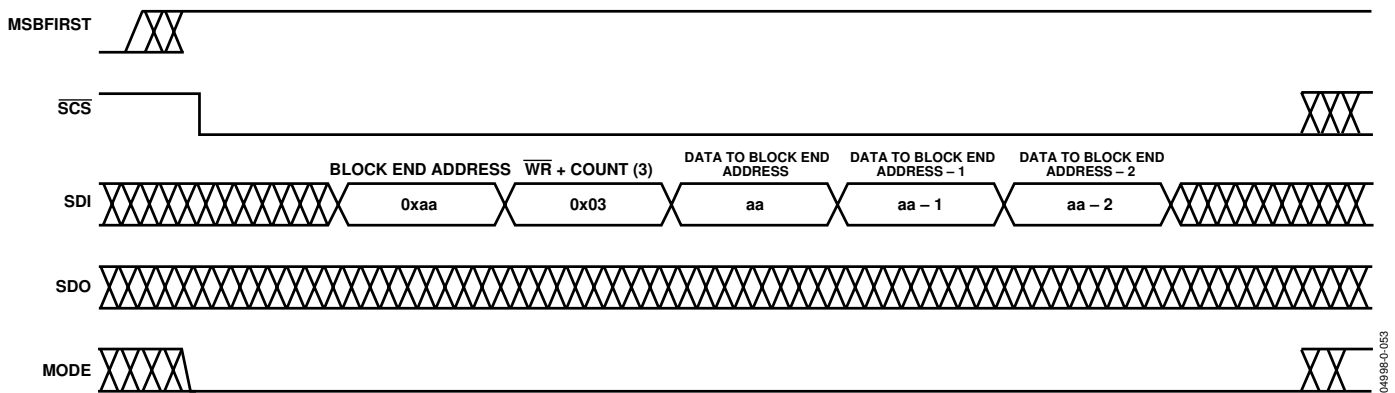 MSBFIRST
SCS
BLOCK END ADDRESS
WR + COUNT (3)
DATA TO BLOCK END
ADDRESS
DATA TO BLOCK END
ADDRESS – 1
DATA TO BLOCK END
ADDRESS – 2
SDI
0xaa
0x03
aa
aa – 1
aa – 2
SDO
MODE
04998-0-053